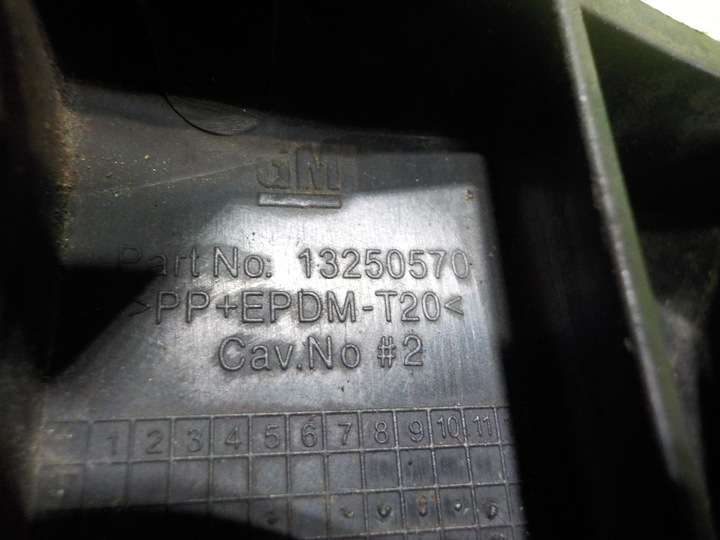 GM
Part No: 13250570
>PP+EPDM-T20<
Cav.No #2
1 2 3 4 5 6 7 8 9 10 11